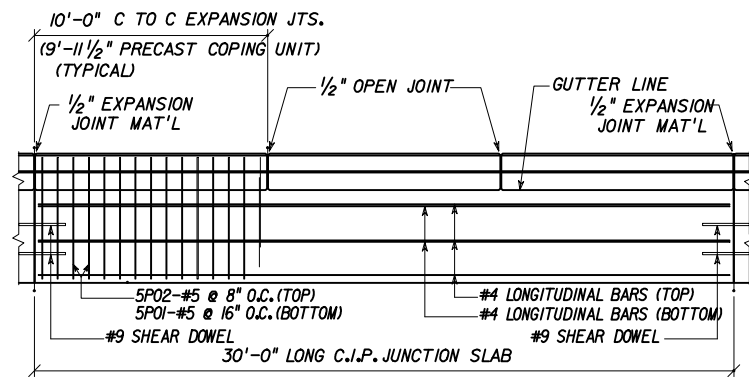 10'-0" C TO C EXPANSION JTS.
(9'-11 1/2" PRECAST COPING UNIT)
(TYPICAL)
1/2" EXPANSION
JOINT MAT'L
1/2" OPEN JOINT
GUTTER LINE
1/2" EXPANSION
JOINT MAT'L
5P02-#5 @ 8" O.C.(TOP)
5P01-#5 @ 16" O.C.(BOTTOM)
#9 SHEAR DOWEL
#4 LONGITUDINAL BARS (TOP)
#4 LONGITUDINAL BARS (BOTTOM)
#9 SHEAR DOWEL
30'-0" LONG C.I.P. JUNCTION SLAB